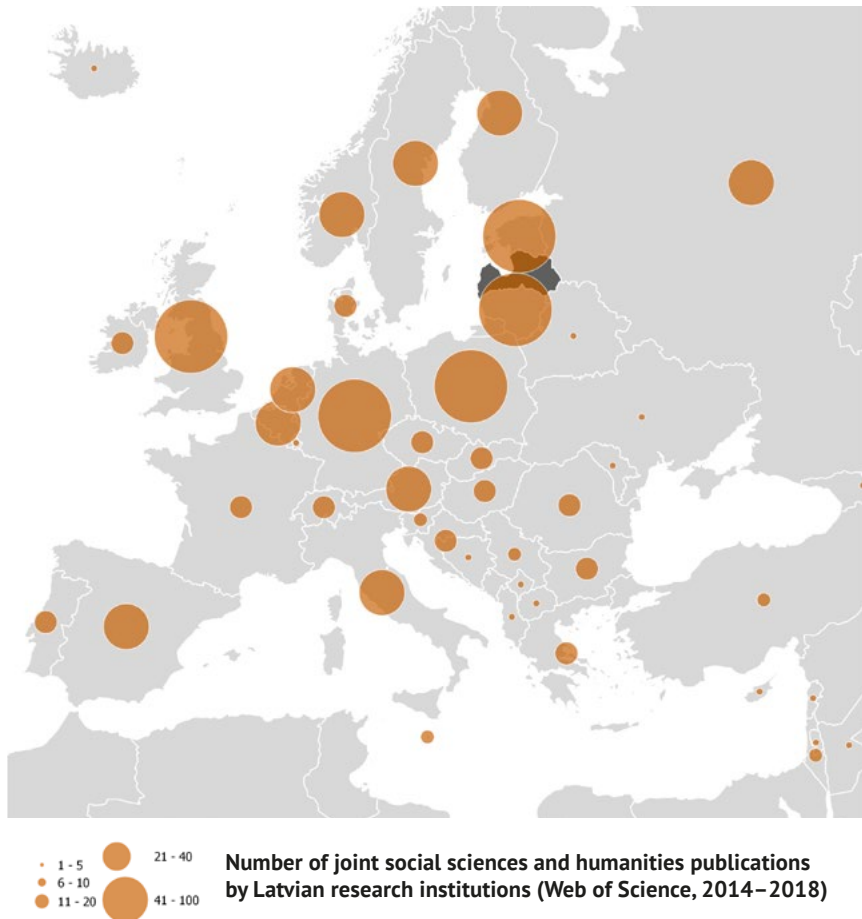 1 - 5
6 - 10
11 - 20
21 - 40
41 - 100
Number of joint social sciences and humanities publications
by Latvian research institutions (Web of Science, 2014–2018)